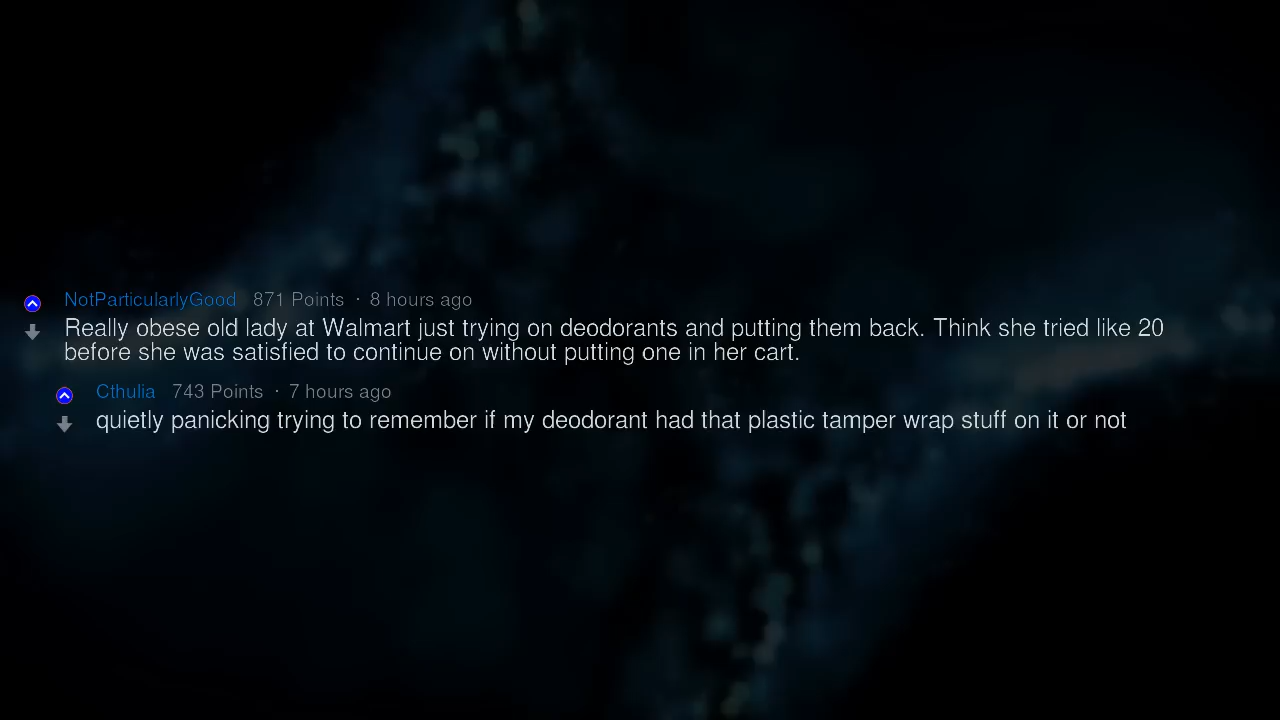 NotParticularlyGood 871 Points · 8 hours ago
Really obese old lady at Walmart just trying on deodorants and putting them back. Think she tried like 20
before she was satisfied to continue on without putting one in her cart.
Cthulia 743 Points · 7 hours ago
quietly panicking trying to remember if my deodorant had that plastic tamper wrap stuff on it or not